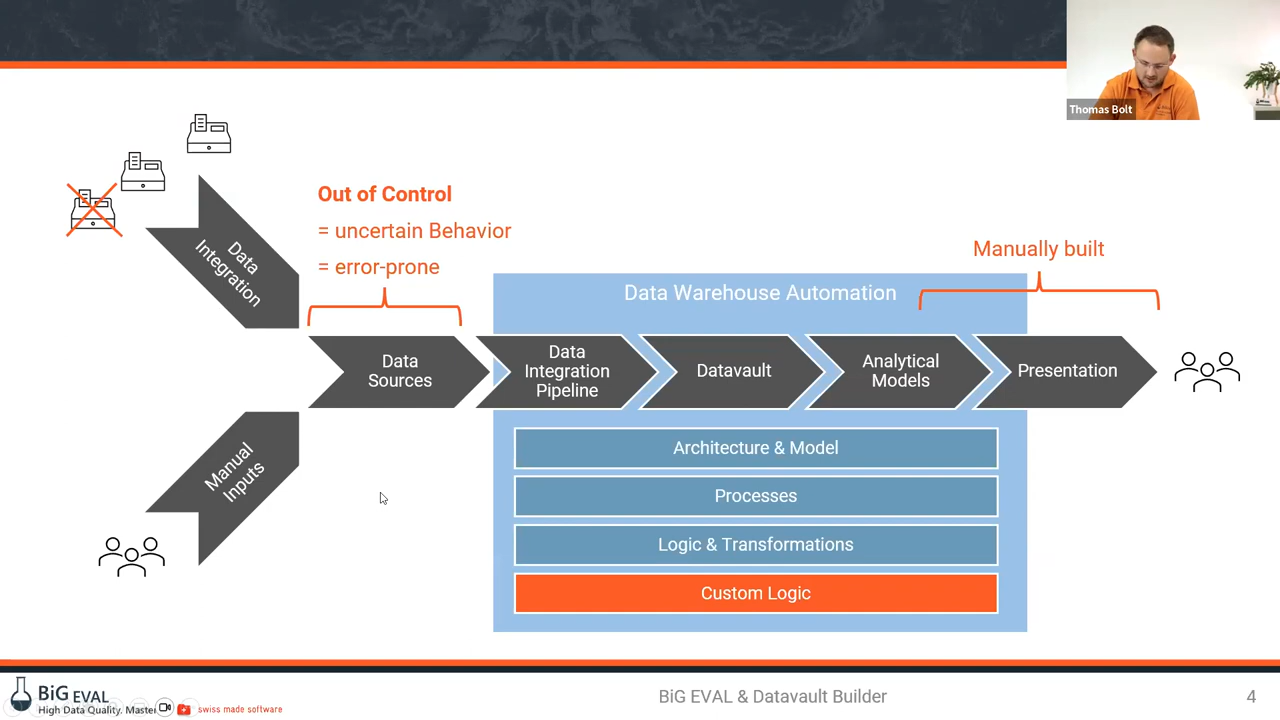 Thomas Bolt
Out of Control
= uncertain Behavior
= error-prone
Manually built
Data Warehouse Automation
Data
Integration
Data
Sources
Data
Integration
Pipeline
Datavault
Analytical
Models
Presentation
Manual
Inputs
Architecture & Model
Processes
Logic & Transformations
Custom Logic
BiG EVAL
High Data Quality. Master
swiss made software
BiG EVAL & Datavault Builder
4